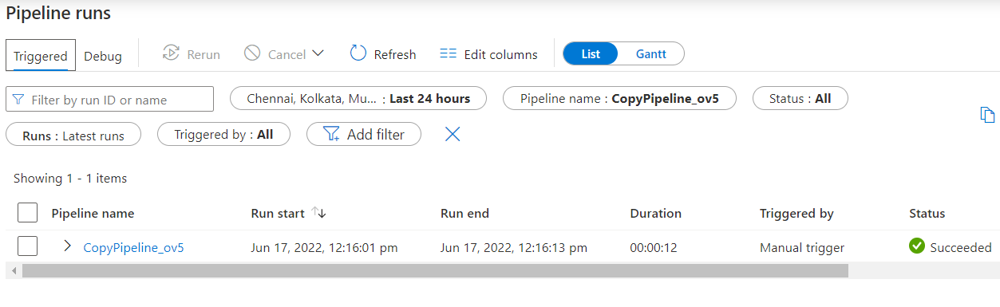 Pipeline runs
Triggered Debug Rerun Cancel Refresh Edit columns List Gantt
Filter by run ID or name Chennai, Kolkata, Mu... : Last 24 hours Pipeline name : CopyPipeline_ov5 Status : All
Runs : Latest runs Triggered by : All Add filter
Showing 1 - 1 items
Pipeline name Run start Run end Duration Triggered by Status
CopyPipeline_ov5 Jun 17, 2022, 12:16:01 pm Jun 17, 2022, 12:16:13 pm 00:00:12 Manual trigger Succeeded